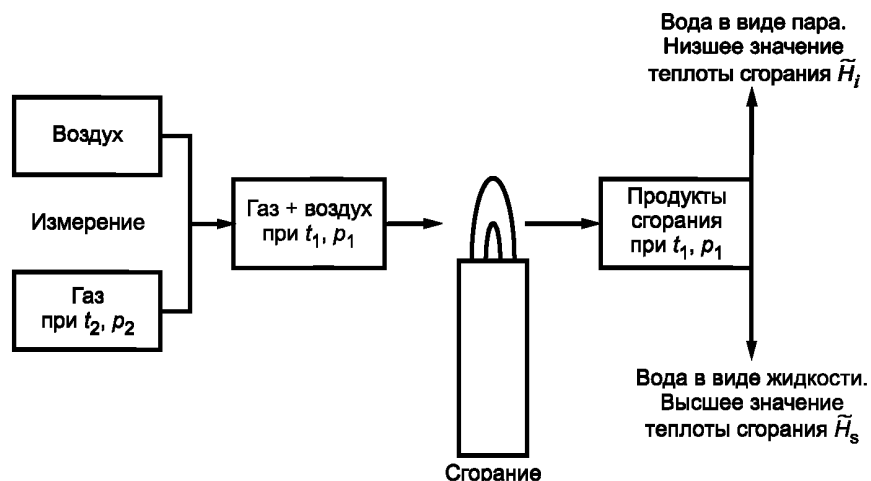 Воздух
Измерение
Газ
при t2, p2
Газ + воздух
при t1, p1
Сгорание
Продукты
сгорания
при t1, p1
Вода в виде пара.
Низшее значение
теплоты сгорания H̃i
Вода в виде жидкости.
Высшее значение
теплоты сгорания H̃s